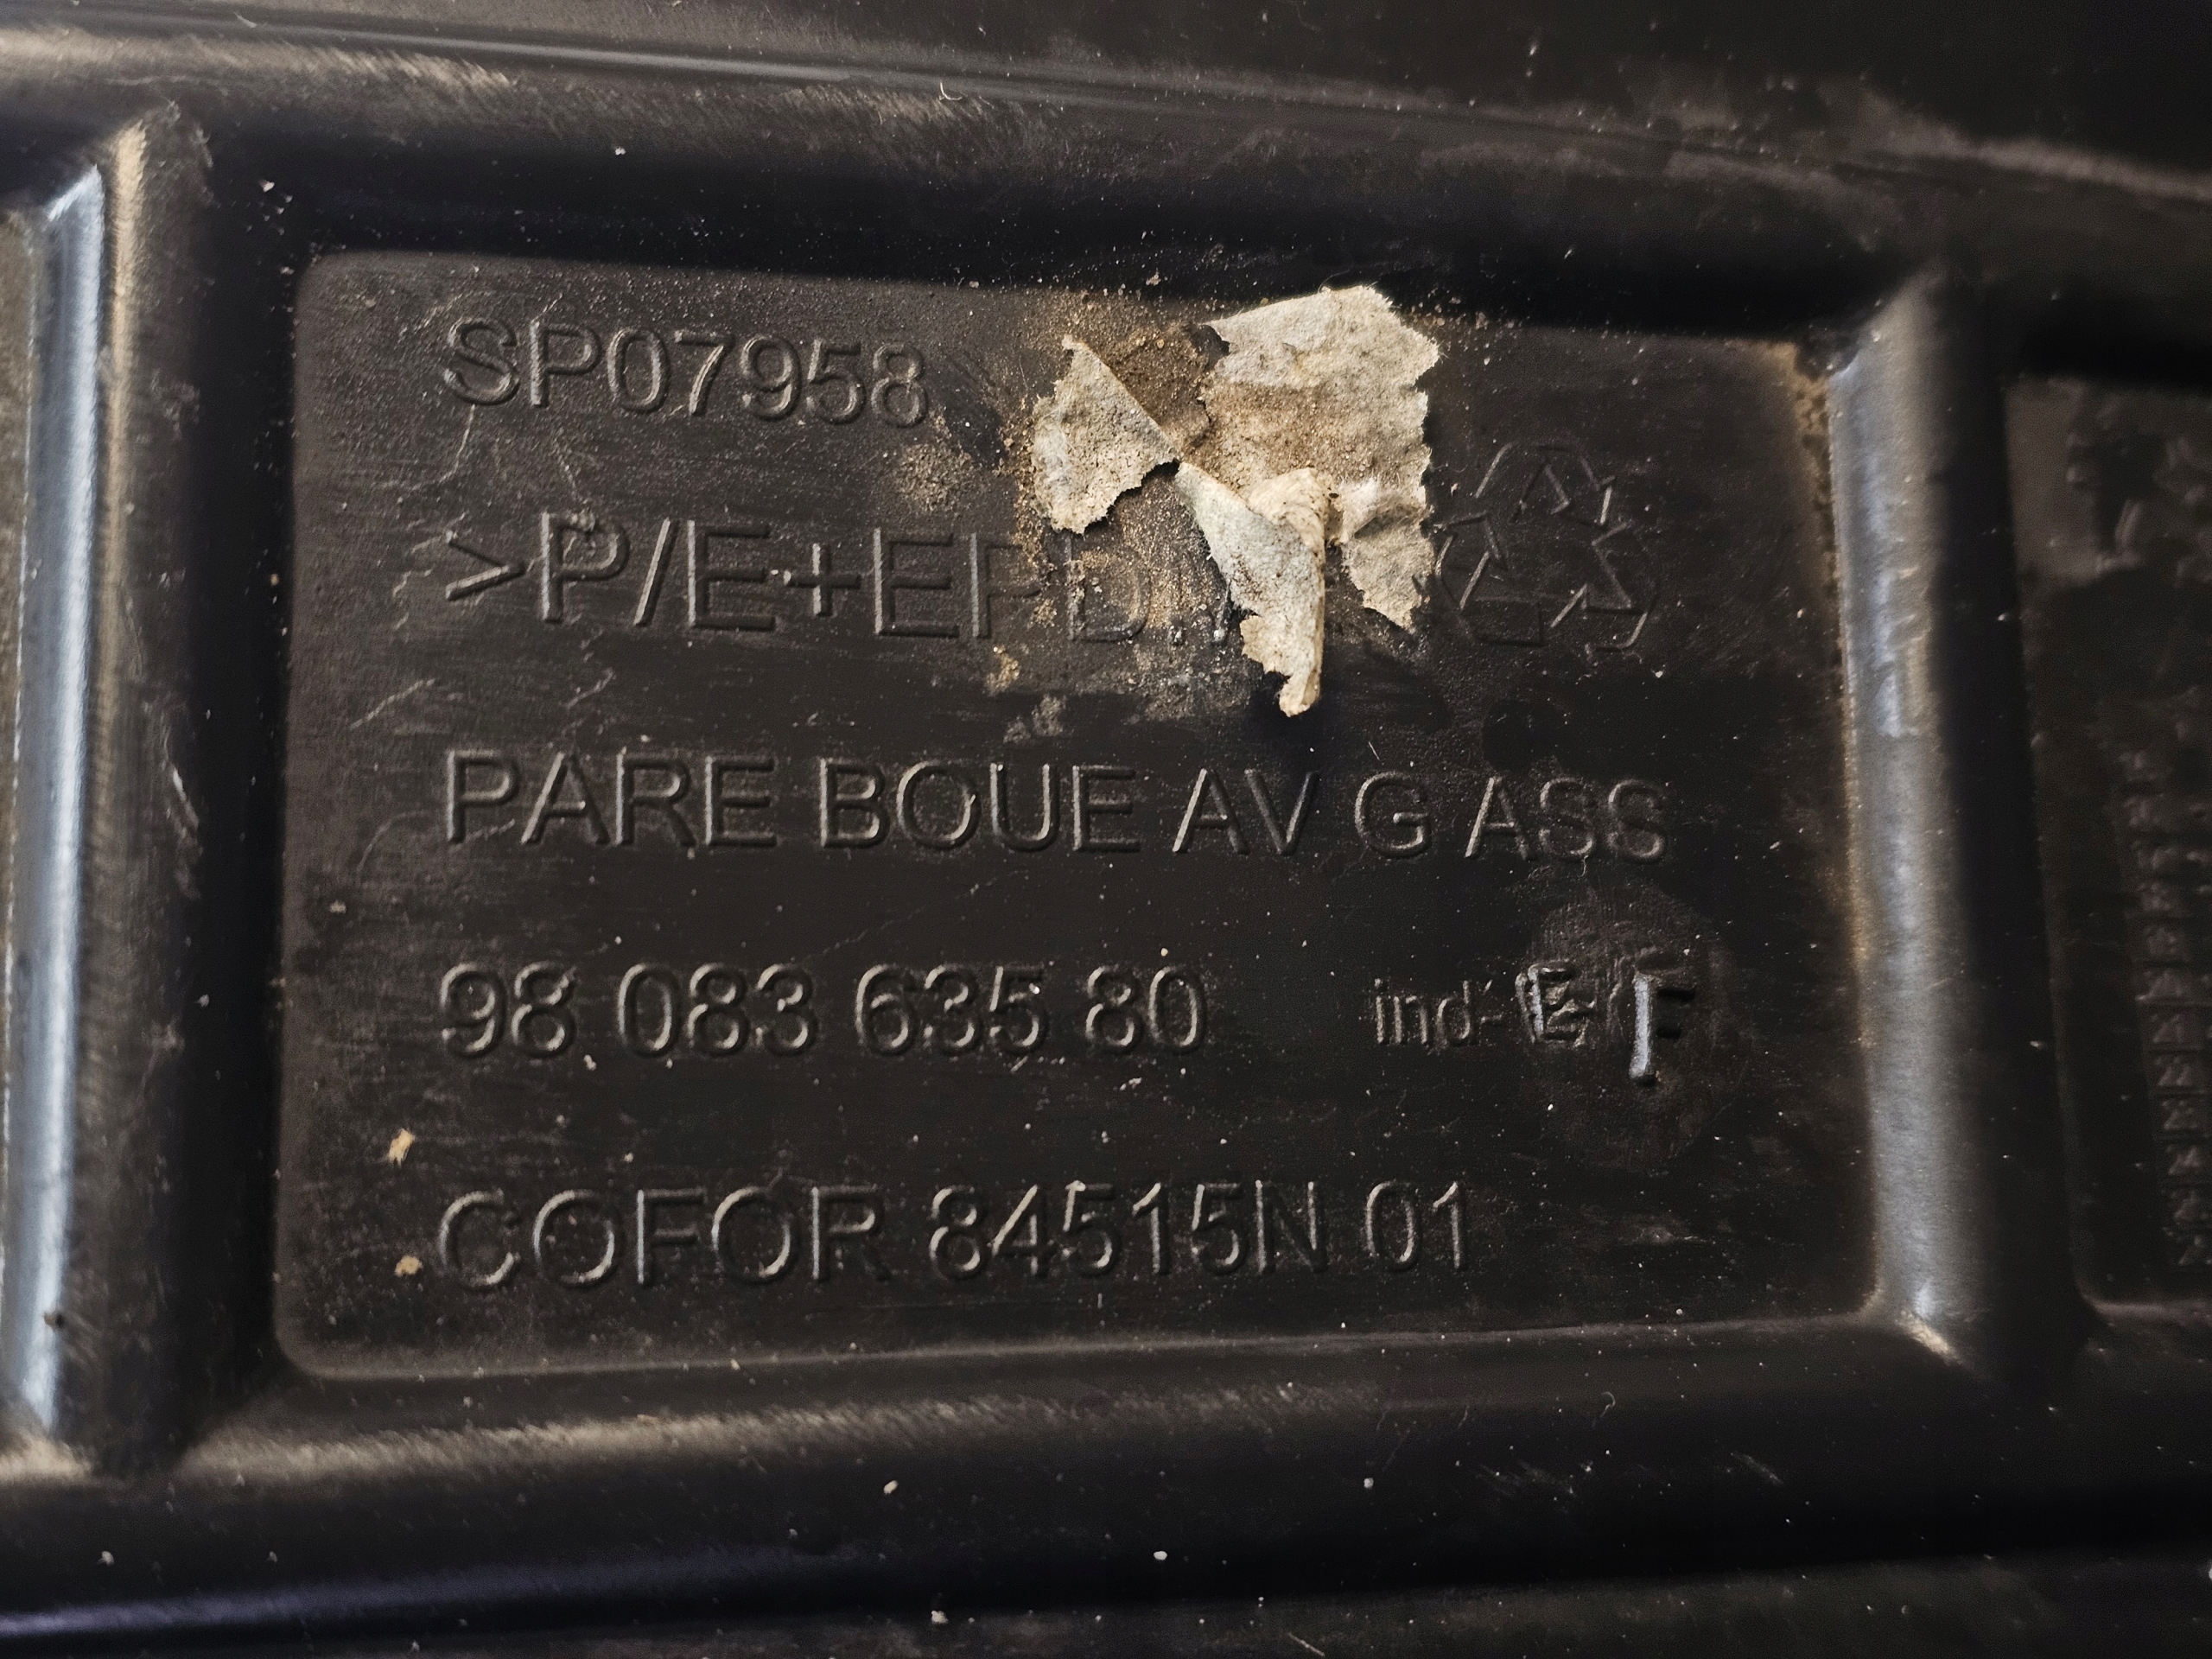 SP07958
>P/E+EPD
PARE BOUE AV G ASS
98 083 635 80 ind- E F
COFOR 84515N 01